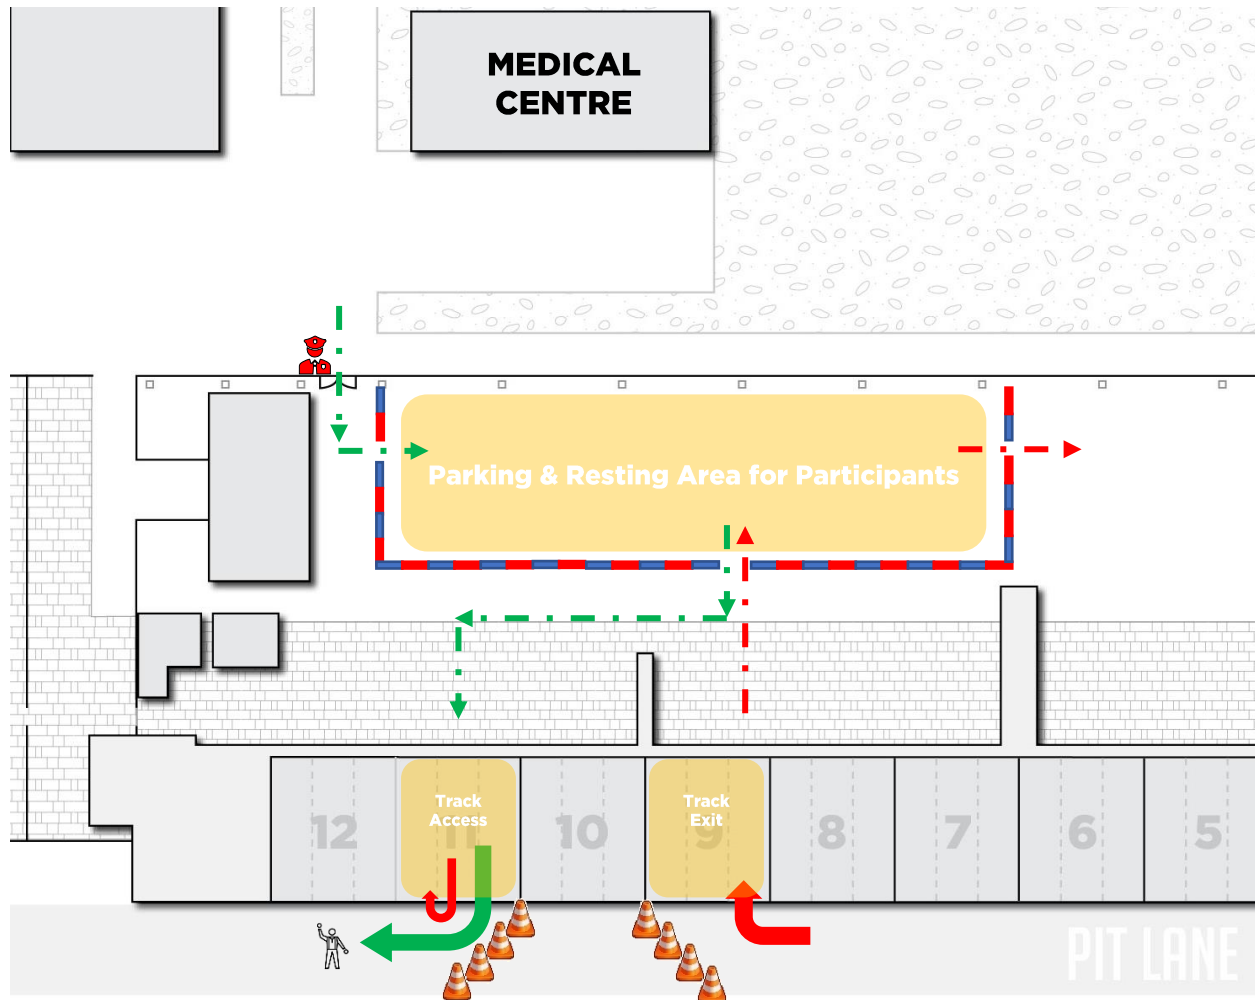 MEDICAL
CENTRE
Parking & Resting Area for Participants
Track
Access
Track
Exit
12
11
10
9
8
7
6
5
PIT LANE